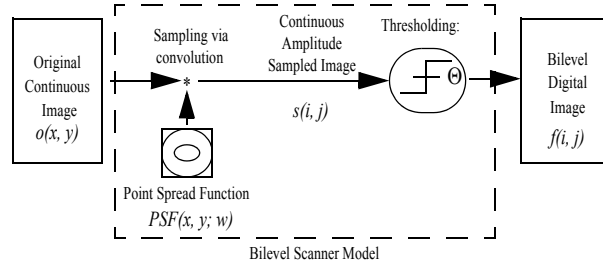 Original
Continuous
Image
o(x, y)
Sampling via
convolution
*
Point Spread Function
PSF(x, y; w)
Continuous
Amplitude
Sampled Image
s(i, j)
Thresholding:
Θ
Bilevel
Digital
Image
f(i, j)
Bilevel Scanner Model